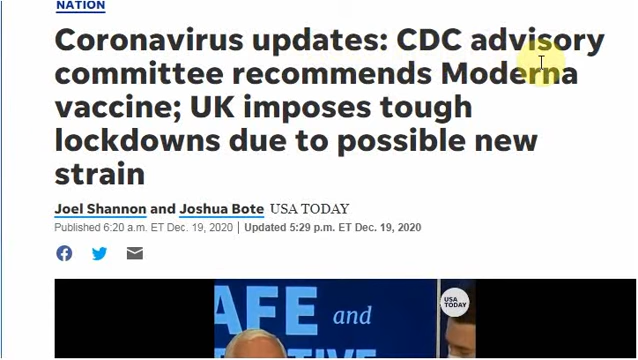 NATION
Coronavirus updates: CDC advisory
committee recommends Moderna
vaccine; UK imposes tough
lockdowns due to possible new
strain
Joel Shannon and Joshua Bote USA TODAY
Published 6:20 a.m. ET Dec. 19, 2020 | Updated 5:29 p.m. ET Dec. 19, 2020
USA
TODAY
AFE and